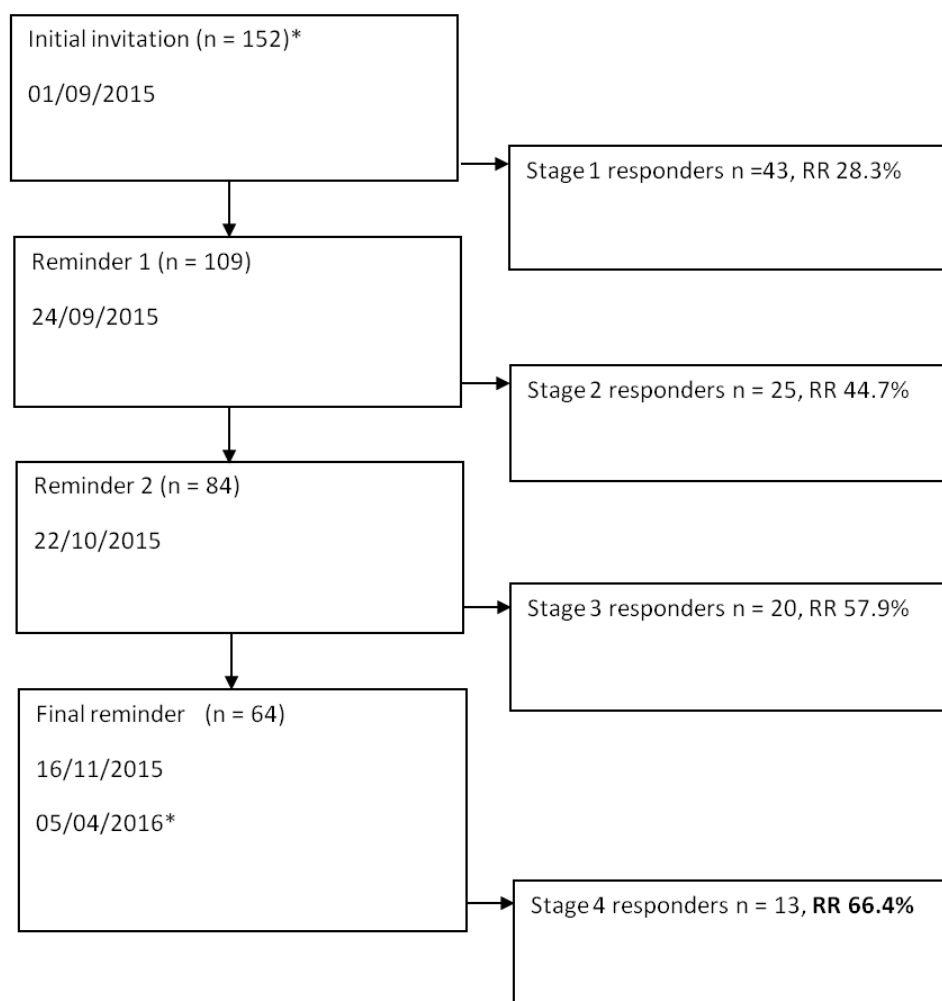 Initial invitation (n = 152)*
01/09/2015
Stage 1 responders n =43, RR 28.3%
Reminder 1 (n = 109)
24/09/2015
Stage 2 responders n = 25, RR 44.7%
Reminder 2 (n = 84)
22/10/2015
Stage 3 responders n = 20, RR 57.9%
Final reminder (n = 64)
16/11/2015
05/04/2016*
Stage 4 responders n = 13, RR 66.4%